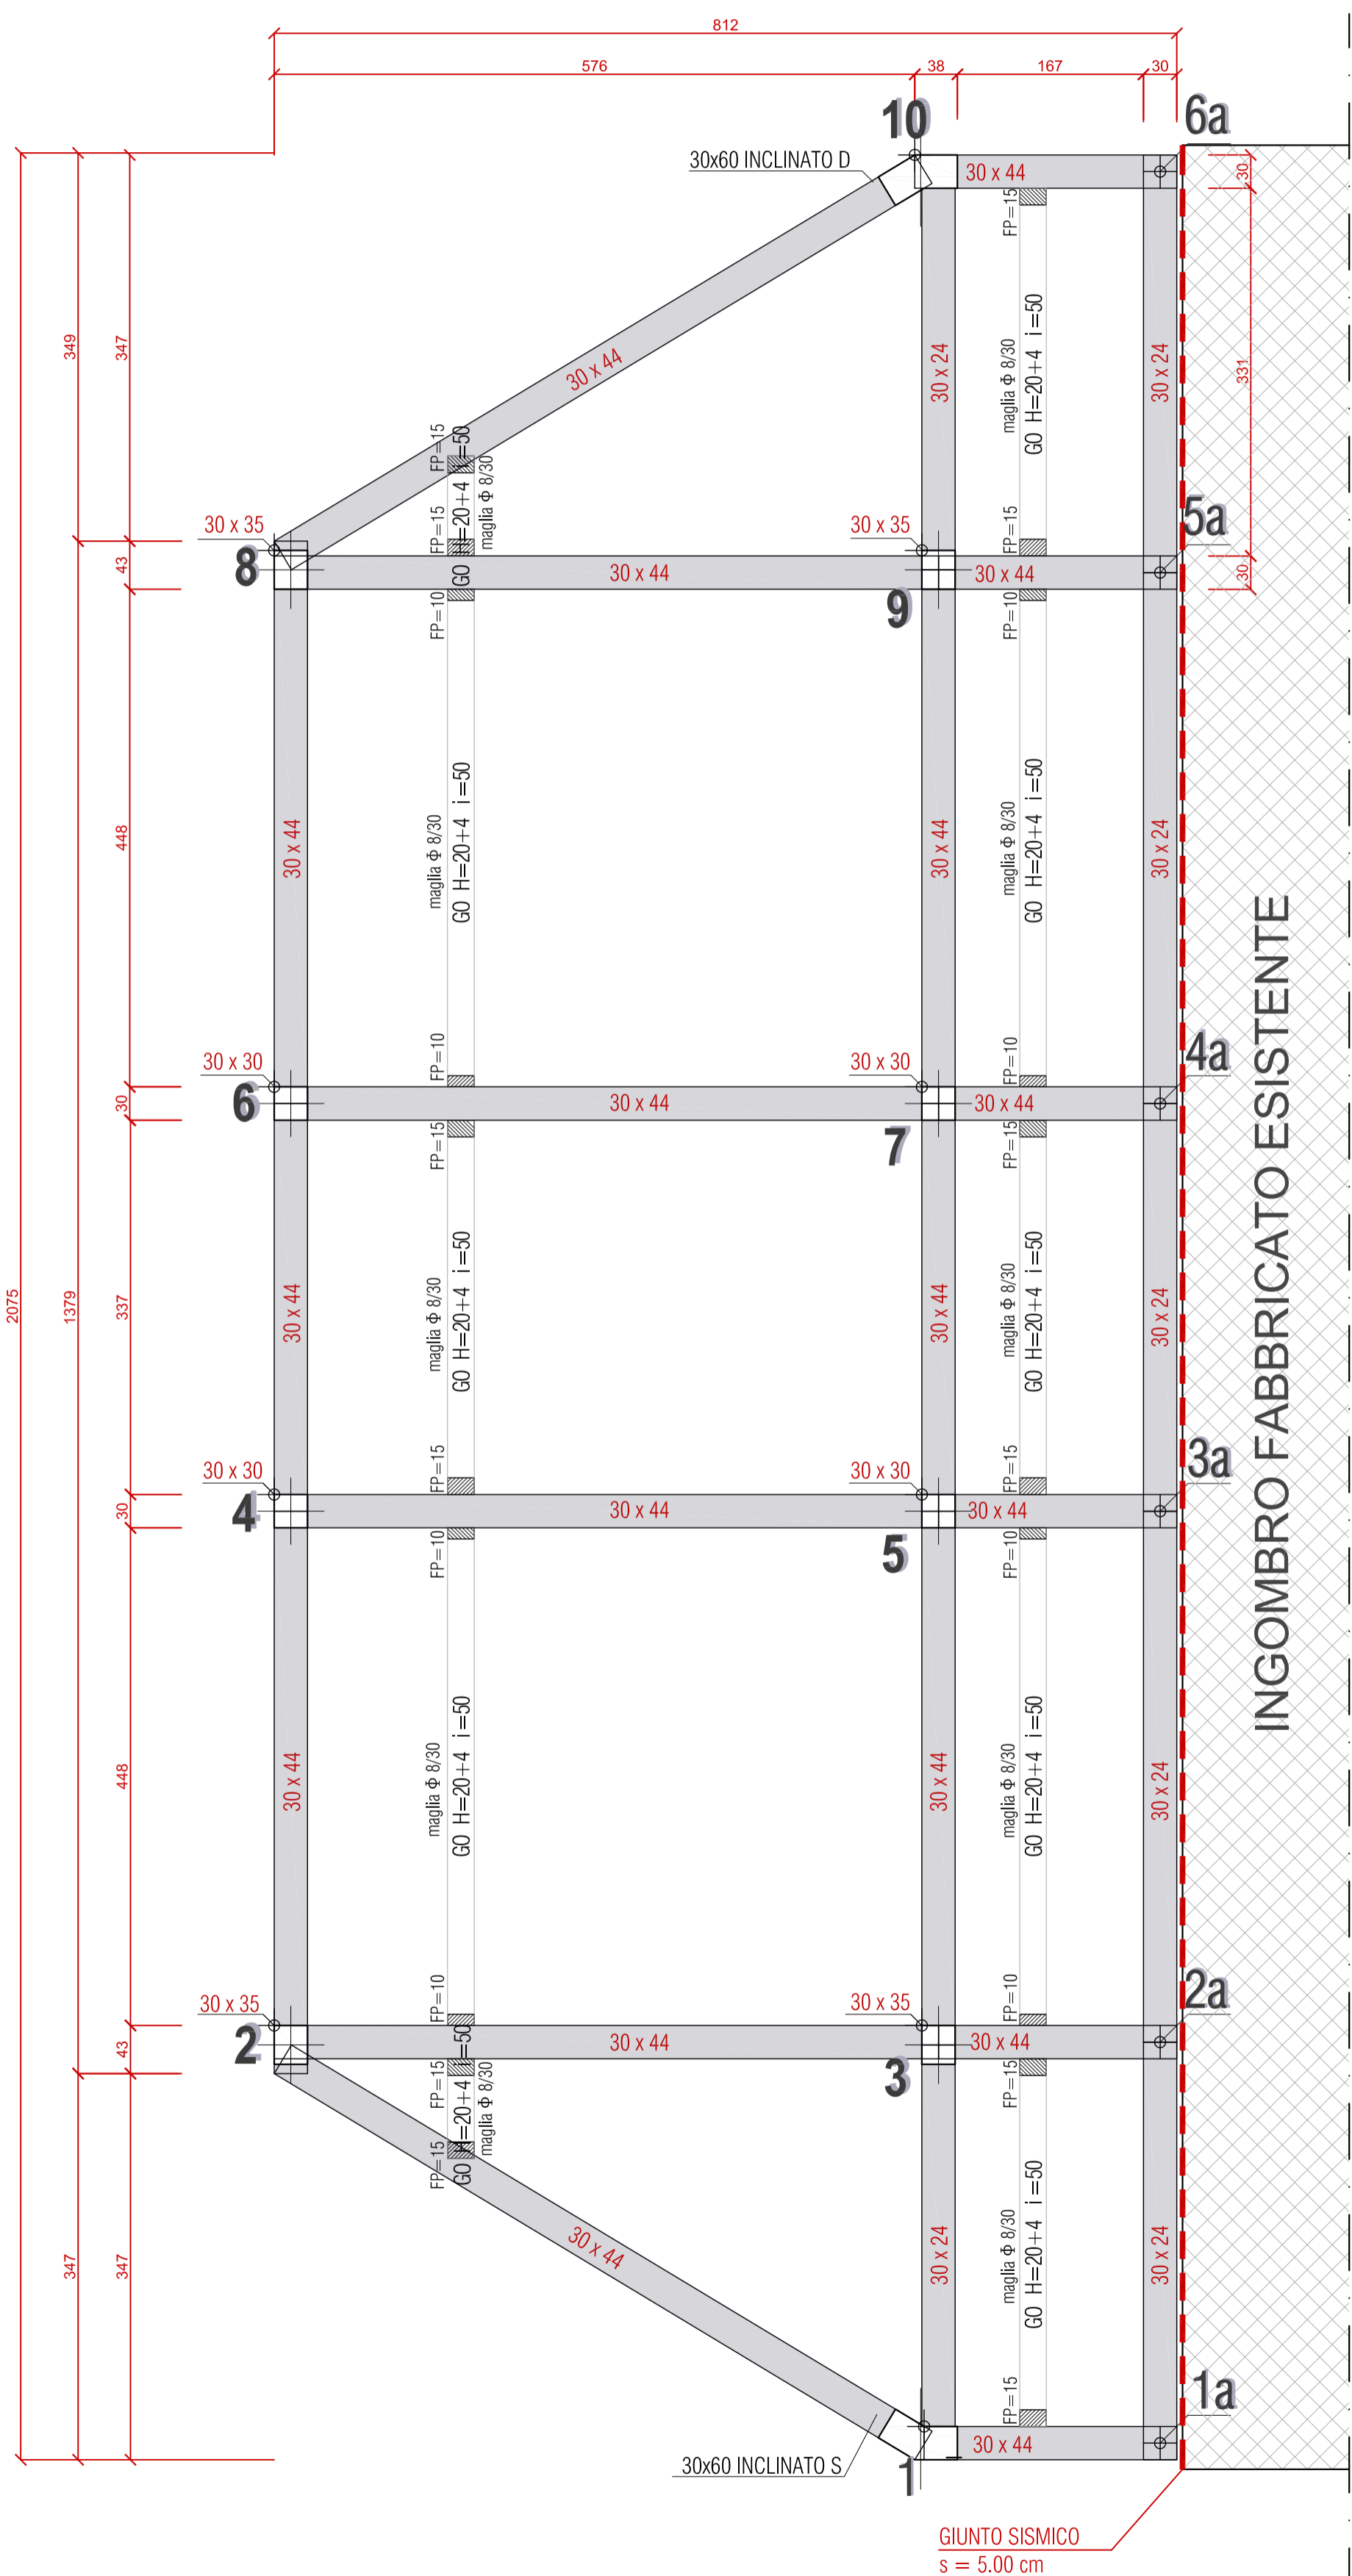 812
576
38
167
30
10
6a
30x60 INCLINATO D
30 x 44
30
FP=15
349
347
30 x 44
30 x 24
maglia Φ 8/30
GO H=20+4 i=50
30 x 24
331
FP=15
GO H=20+4 i=50
maglia Φ 8/30
FP=15
FP=15
5a
30 x 35
30 x 35
8
43
30 x 44
30 x 44
30
9
FP=10
FP=10
448
30 x 44
maglia Φ 8/30
GO H=20+4 i=50
30 x 44
maglia Φ 8/30
GO H=20+4 i=50
30 x 24
INGOMBRO FABBRICATO ESISTENTE
FP=10
FP=10
4a
30 x 30
30 x 30
6
30
30 x 44
30 x 44
7
FP=15
FP=15
2075
1379
337
30 x 44
maglia Φ 8/30
GO H=20+4 i=50
30 x 44
maglia Φ 8/30
GO H=20+4 i=50
30 x 24
FP=15
FP=15
3a
30 x 30
30 x 30
4
30
30 x 44
30 x 44
5
FP=10
FP=10
448
30 x 44
maglia Φ 8/30
GO H=20+4 i=50
30 x 44
maglia Φ 8/30
GO H=20+4 i=50
30 x 24
FP=10
FP=10
2a
30 x 35
30 x 35
2
43
30 x 44
30 x 44
3
FP=15
GO H=20+4 i=50
maglia Φ 8/30
FP=15
FP=15
347
347
30 x 44
30 x 24
maglia Φ 8/30
GO H=20+4 i=50
30 x 24
FP=15
1a
30 x 44
30x60 INCLINATO S
1
GIUNTO SISMICO
s = 5.00 cm